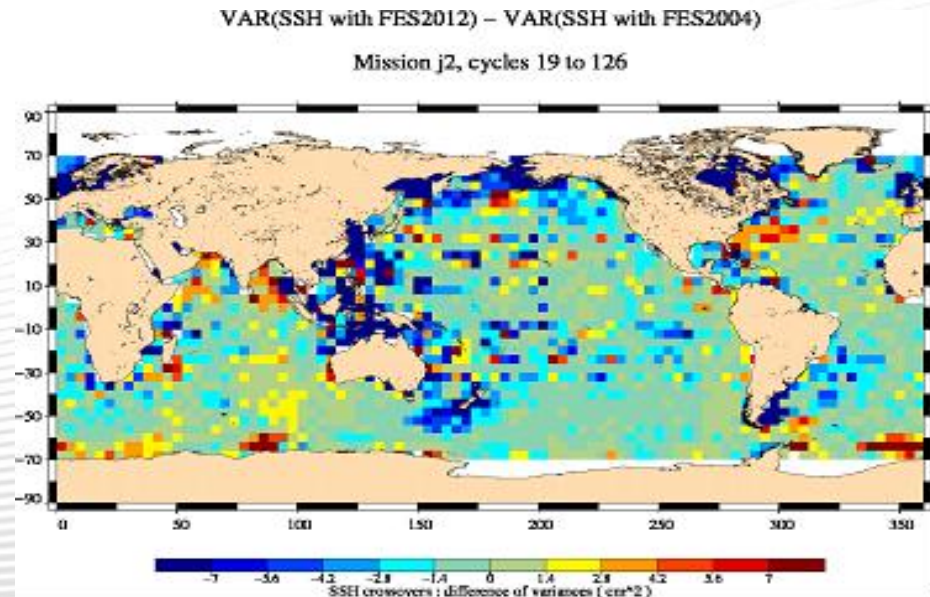 VAR(SSH with FES2012) – VAR(SSH with FES2004)
Mission j2, cycles 19 to 126
90
70
50
30
10
−10
−30
−50
−70
−90
0 50 100 150 200 250 300 350
−7 −5.6 −4.2 −2.8 −1.4 0 1.4 2.8 4.2 5.6 7
SSH crossovers : difference of variances ( cm^2 )